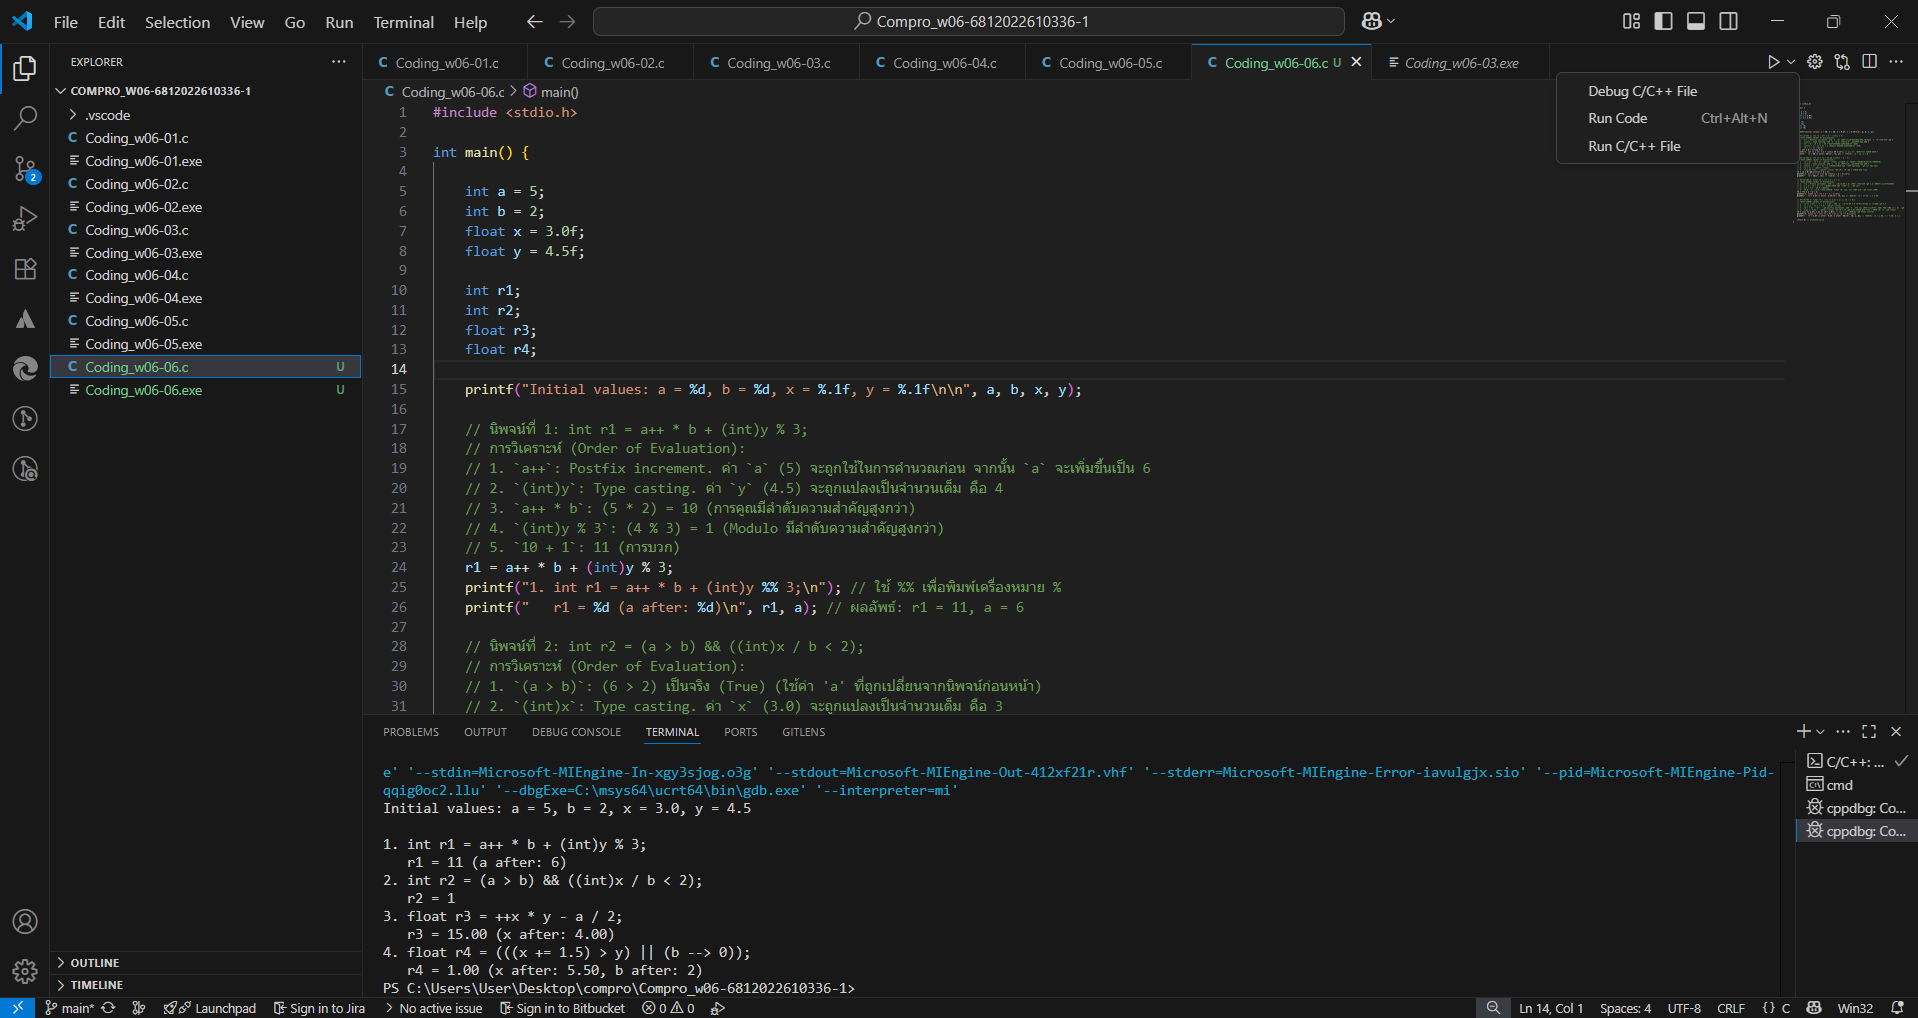 File Edit Selection View Go Run Terminal Help
Compro_w06-6812022610336-1
EXPLORER
COMPRO_W06-6812022610336-1
.vscode
C Coding_w06-01.c
Coding_w06-01.exe
C Coding_w06-02.c
Coding_w06-02.exe
C Coding_w06-03.c
Coding_w06-03.exe
C Coding_w06-04.c
Coding_w06-04.exe
C Coding_w06-05.c
Coding_w06-05.exe
C Coding_w06-06.c U
Coding_w06-06.exe U
OUTLINE
TIMELINE
2
C Coding_w06-01.c C Coding_w06-02.c C Coding_w06-03.c C Coding_w06-04.c C Coding_w06-05.c C Coding_w06-06.c U Coding_w06-03.exe
C Coding_w06-06.c > main()
Debug C/C++ File
Run Code Ctrl+Alt+N
Run C/C++ File
1 #include <stdio.h>
2
3 int main() {
4
5 int a = 5;
6 int b = 2;
7 float x = 3.0f;
8 float y = 4.5f;
9
10 int r1;
11 int r2;
12 float r3;
13 float r4;
14
15 printf("Initial values: a = %d, b = %d, x = %.1f, y = %.1f\n\n", a, b, x, y);
16
17 // นิพจน์ที่ 1: int r1 = a++ * b + (int)y % 3;
18 // การวิเคราะห์ (Order of Evaluation):
19 // 1. `a++`: Postfix increment. ค่า `a` (5) จะถูกใช้ในการคำนวณก่อน จากนั้น `a` จะเพิ่มขึ้นเป็น 6
20 // 2. `(int)y`: Type casting. ค่า `y` (4.5) จะถูกแปลงเป็นจำนวนเต็ม คือ 4
21 // 3. `a++ * b`: (5 * 2) = 10 (การคูณมีลำดับความสำคัญสูงกว่า)
22 // 4. `(int)y % 3`: (4 % 3) = 1 (Modulo มีลำดับความสำคัญสูงกว่า)
23 // 5. `10 + 1`: 11 (การบวก)
24 r1 = a++ * b + (int)y % 3;
25 printf("1. int r1 = a++ * b + (int)y %% 3;\n"); // ใช้ %% เพื่อพิมพ์เครื่องหมาย %
26 printf("   r1 = %d (a after: %d)\n", r1, a); // ผลลัพธ์: r1 = 11, a = 6
27
28 // นิพจน์ที่ 2: int r2 = (a > b) && ((int)x / b < 2);
29 // การวิเคราะห์ (Order of Evaluation):
30 // 1. `(a > b)`: (6 > 2) เป็นจริง (True) (ใช้ค่า 'a' ที่ถูกเปลี่ยนจากนิพจน์ก่อนหน้า)
31 // 2. `(int)x`: Type casting. ค่า `x` (3.0) จะถูกแปลงเป็นจำนวนเต็ม คือ 3
PROBLEMS OUTPUT DEBUG CONSOLE TERMINAL PORTS GITLENS
e' '--stdin=Microsoft-MIEngine-In-xgy3sjog.o3g' '--stdout=Microsoft-MIEngine-Out-412xf21r.vhf' '--stderr=Microsoft-MIEngine-Error-iavulgjx.sio' '--pid=Microsoft-MIEngine-Pid-
qqig0oc2.llu' '--dbgExe=C:\msys64\ucrt64\bin\gdb.exe' '--interpreter=mi'
Initial values: a = 5, b = 2, x = 3.0, y = 4.5
1. int r1 = a++ * b + (int)y % 3;
r1 = 11 (a after: 6)
2. int r2 = (a > b) && ((int)x / b < 2);
r2 = 1
3. float r3 = ++x * y - a / 2;
r3 = 15.00 (x after: 4.00)
4. float r4 = (((x += 1.5) > y) || (b --> 0));
r4 = 1.00 (x after: 5.50, b after: 2)
PS C:\Users\User\Desktop\compro\Compro_w06-6812022610336-1>
C/C++: ...
cmd
cppdbg: Co...
cppdbg: Co...
main* Launchpad Sign in to Jira No active issue Sign in to Bitbucket 0 0 Ln 14, Col 1 Spaces: 4 UTF-8 CRLF {} C Win32